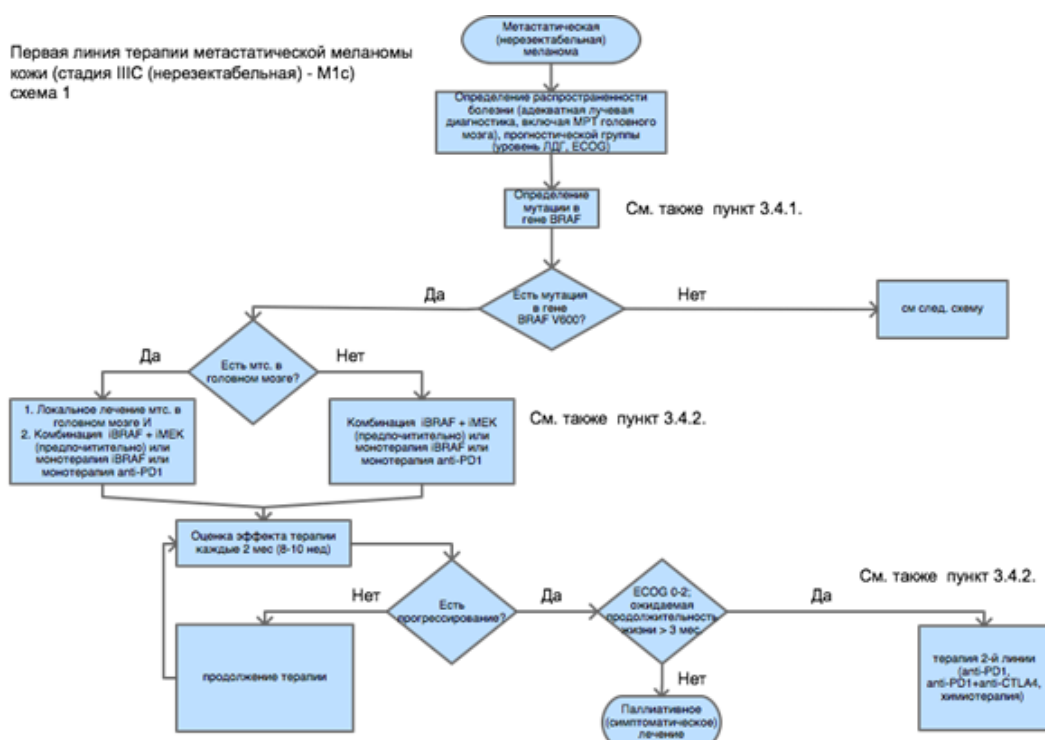 Первая линия терапии метастатической меланомы
кожи (стадия IIIC (нерезектабельная) - M1c)
схема 1
Метастатическая
(нерезектабельная)
меланома
Определение распространенности
болезни (адекватная лучевая
диагностика, включая МРТ головного
мозга), прогностической группы
(уровень ЛДГ, ECOG)
Определение
мутации в
гене BRAF
См. также пункт 3.4.1.
Есть мутация
в гене
BRAF V600?
Да
Нет
см след. схему
Есть мтс. в
головном мозге?
Да
Нет
1. Локальное лечение мтс. в
головном мозге И
2. Комбинация iBRAF + iMEK
(предпочитительно) или
монотерапия iBRAF или
монотерапия anti-PD1
Комбинация iBRAF + iMEK
(предпочитительно) или
монотерапия iBRAF или
монотерапия anti-PD1
См. также пункт 3.4.2.
Оценка эффекта терапии
каждые 2 мес (8-10 нед)
Есть
прогрессирование?
Нет
Да
продолжение терапии
ECOG 0-2;
ожидаемая
продолжительность
жизни > 3 мес.
Да
Нет
См. также пункт 3.4.2.
терапия 2-й линии
(anti-PD1,
anti-PD1+anti-CTLA4,
химиотерапия)
Паллиативное
(симптоматическое)
лечение